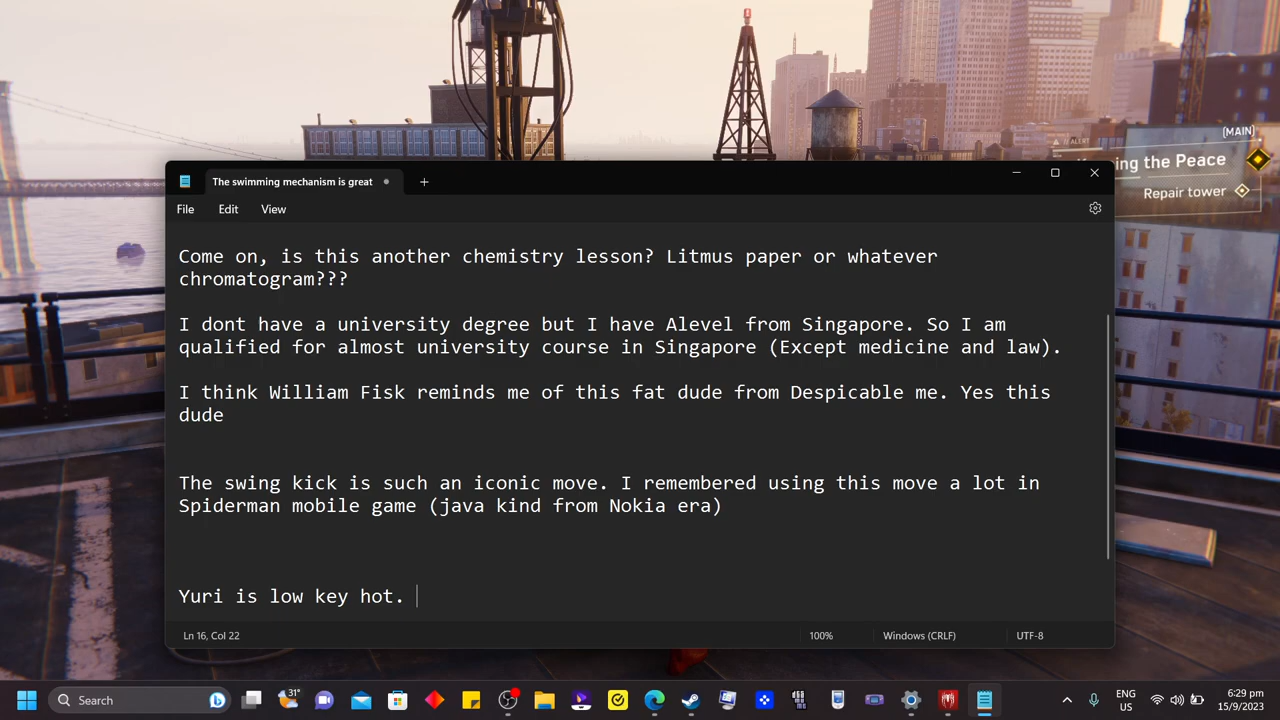 (MAIN)
ALERT
ing the Peace
Repair tower
The swimming mechanism is great
File Edit View
Come on, is this another chemistry lesson? Litmus paper or whatever
chromatogram???
I dont have a university degree but I have Alevel from Singapore. So I am
qualified for almost university course in Singapore (Except medicine and law).
I think William Fisk reminds me of this fat dude from Despicable me. Yes this
dude
The swing kick is such an iconic move. I remembered using this move a lot in
Spiderman mobile game (java kind from Nokia era)
Yuri is low key hot.
Ln 16, Col 22 100% Windows (CRLF) UTF-8
Search 31° ENG 6:29 pm
US 15/9/2023